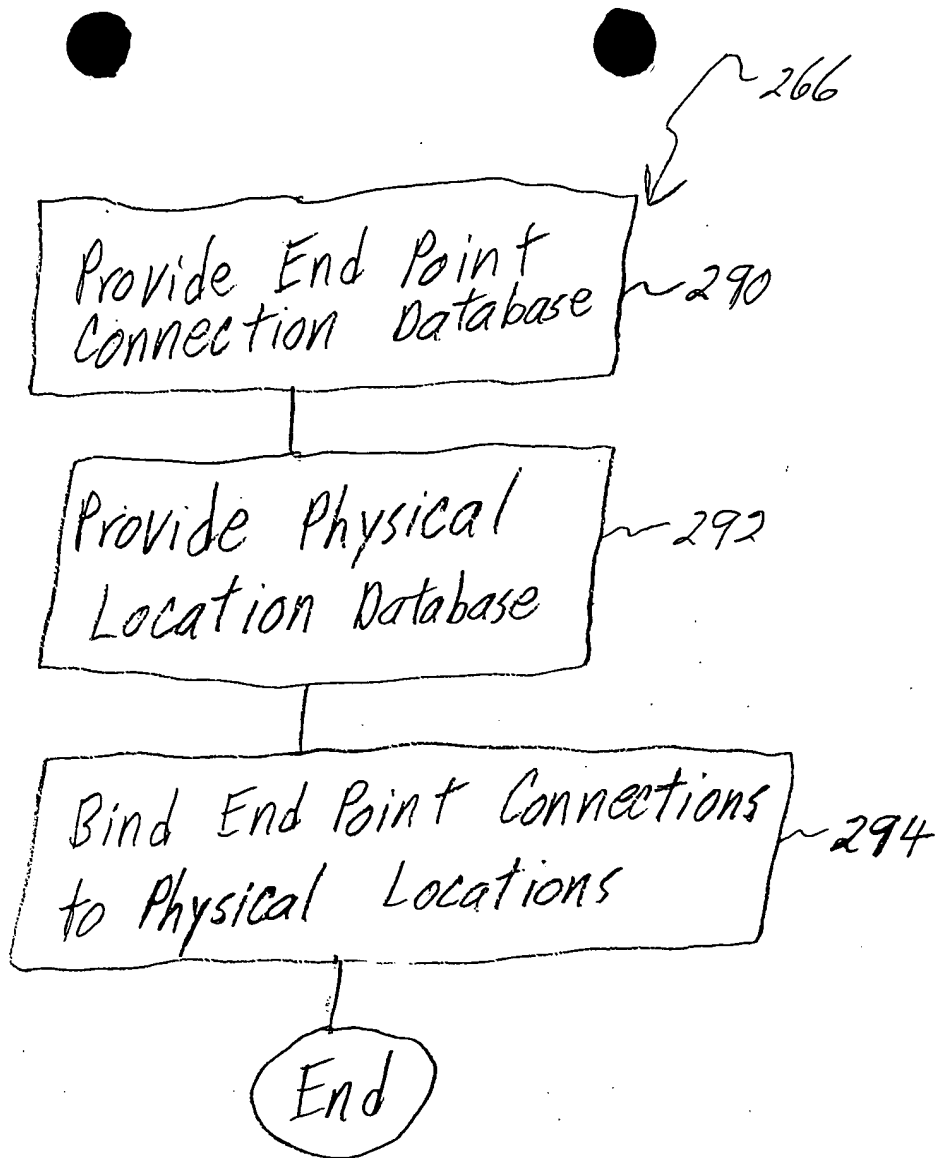 266
Provide End Point
Connection Database
290
Provide Physical
Location Database
292
Bind End Point Connections
to Physical Locations
294
End